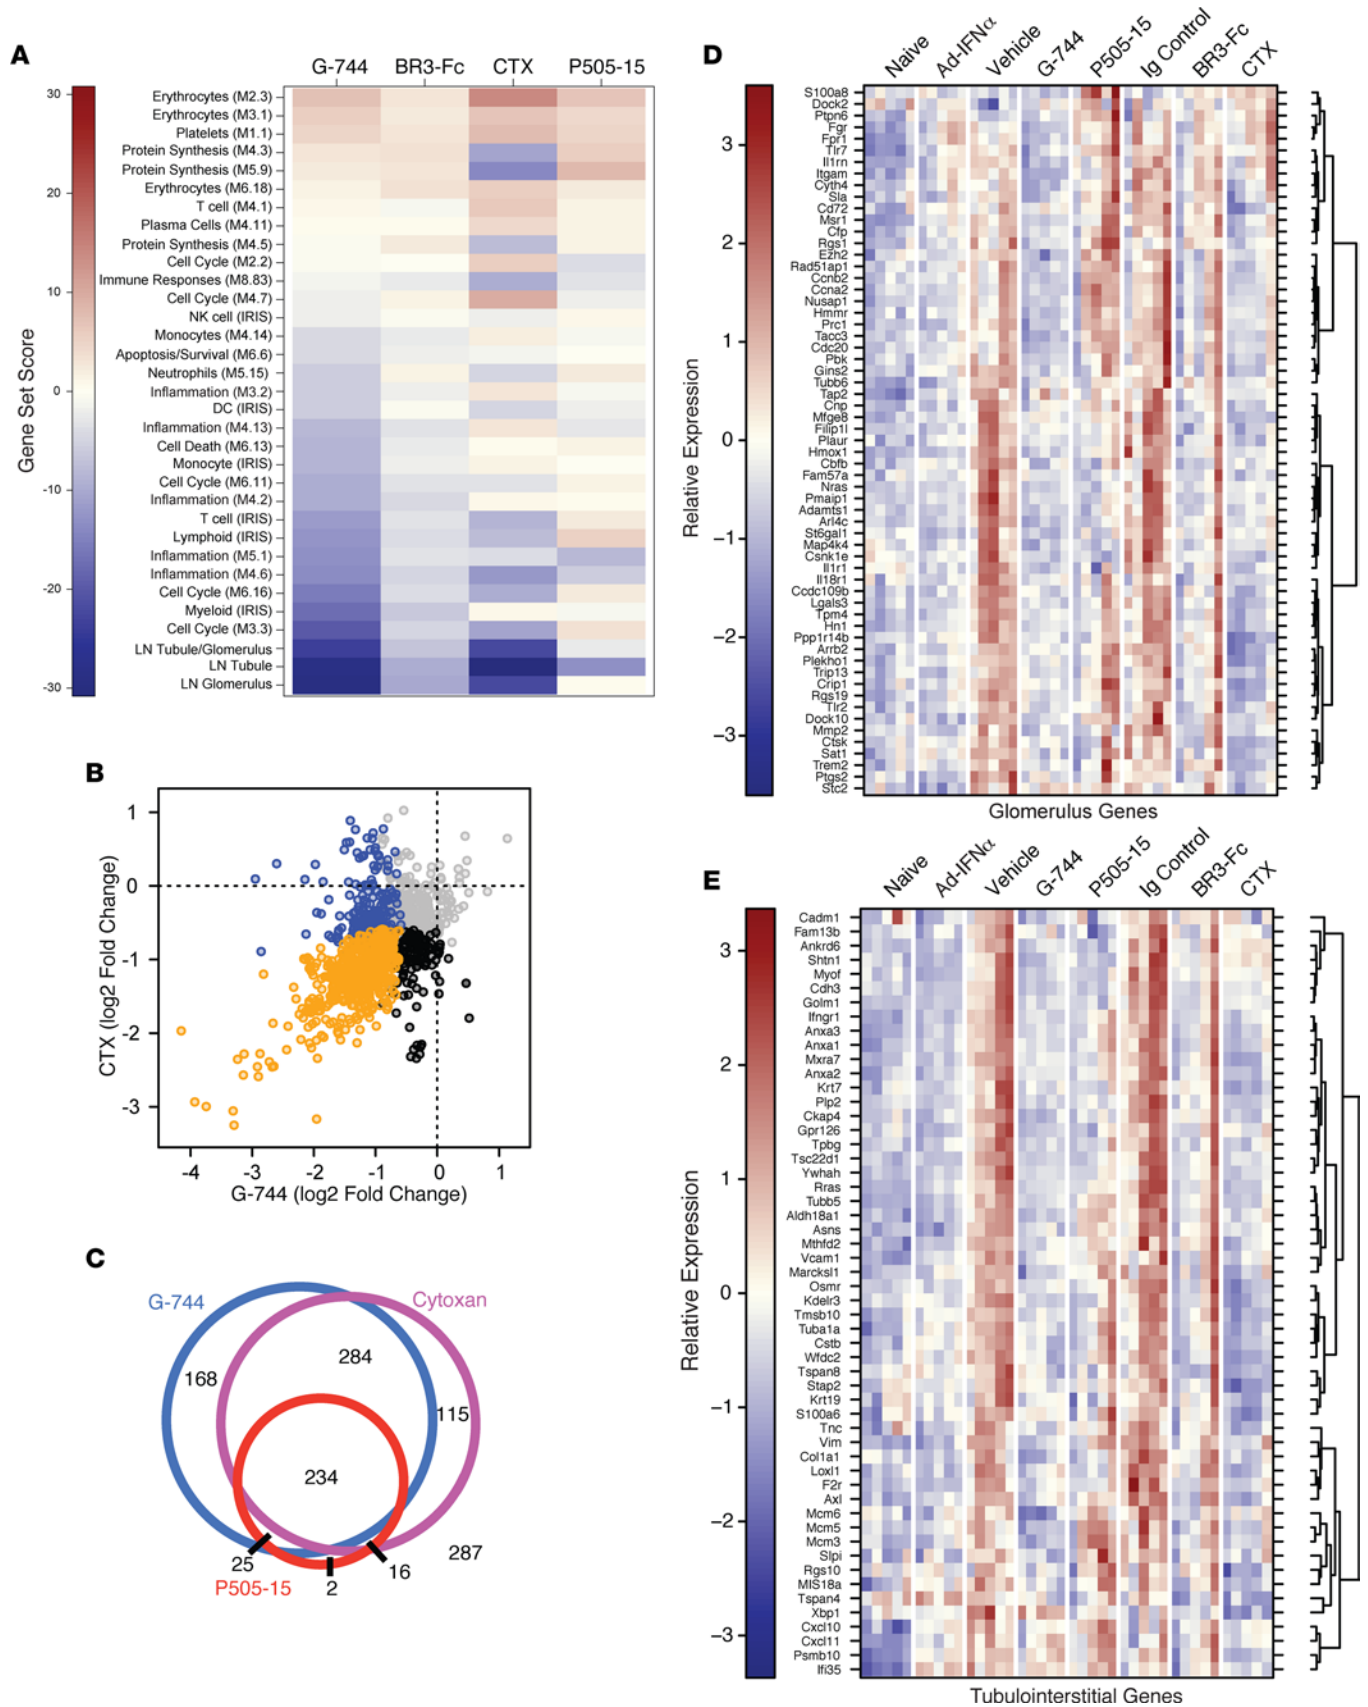 A
G-744 BR3-Fc CTX P505-15
Gene Set Score
30
20
10
0
-10
-20
-30
Erythrocytes (M2.3)
Erythrocytes (M3.1)
Platelets (M1.1)
Protein Synthesis (M4.3)
Protein Synthesis (M5.9)
Erythrocytes (M6.18)
T cell (M4.1)
Plasma Cells (M4.11)
Protein Synthesis (M4.5)
Cell Cycle (M2.2)
Immune Responses (M8.83)
Cell Cycle (M4.7)
NK cell (IRIS)
Monocytes (M4.14)
Apoptosis/Survival (M6.6)
Neutrophils (M5.15)
Inflammation (M3.2)
DC (IRIS)
Inflammation (M4.13)
Cell Death (M6.13)
Monocyte (IRIS)
Cell Cycle (M6.11)
Inflammation (M4.2)
T cell (IRIS)
Lymphoid (IRIS)
Inflammation (M5.1)
Inflammation (M4.6)
Cell Cycle (M6.16)
Myeloid (IRIS)
Cell Cycle (M3.3)
LN Tubule/Glomerulus
LN Tubule
LN Glomerulus
B
CTX (log2 Fold Change)
1
0
-1
-2
-3
-4 -3 -2 -1 0 1
G-744 (log2 Fold Change)
C
G-744
Cytoxan
284
168
115
234
25
287
16
P505-15
2
D
Naive Ad-IFNα Vehicle G-744 P505-15 Ig Control BR3-Fc CTX
Relative Expression
3
2
1
0
−1
−2
−3
S100a8
Dock2
Ptpn6
Fgr
Fpr1
Tlr7
Il1rn
Itgam
Cyth4
Sla
Cd72
Msr1
Cfp
Rgs1
Ezh2
Rad51ap1
Ccnb2
Ccna2
Nusap1
Hmmr
Prc1
Tacc3
Cdc20
Pbk
Gins2
Tubb6
Tap2
Cnp
Mfge8
Filip1l
Plaur
Hmox1
Cbfb
Fam57a
Nras
Pmaip1
Adamts1
Arl4c
St6gal1
Map4k4
Csnk1e
Il1r1
Il18r1
Ccdc109b
Lgals3
Tpm4
Hn1
Ppp1r14b
Arrb2
Plekho1
Trip13
Crip1
Rgs19
Tlr2
Dock10
Mmp2
Ctsk
Sat1
Trem2
Ptgs2
Stc2
Glomerulus Genes
E
Naive Ad-IFNα Vehicle G-744 P505-15 Ig Control BR3-Fc CTX
Relative Expression
3
2
1
0
−1
−2
−3
Cadm1
Fam13b
Ankrd6
Shtn1
Myof
Cdh3
Golm1
Ifngr1
Anxa3
Anxa1
Mxra7
Anxa2
Krt7
Plp2
Ckap4
Gpr126
Tpbg
Tsc22d1
Ywhah
Rras
Tubb5
Aldh18a1
Asns
Mthfd2
Vcam1
Marcksl1
Osmr
Kdelr3
Tmsb10
Tuba1a
Cstb
Wfdc2
Tspan8
Stap2
Krt19
S100a6
Tnc
Vim
Col1a1
Loxl1
F2r
Axl
Mcm6
Mcm5
Mcm3
Slpi
Rgs10
MIS18a
Tspan4
Xbp1
Cxcl10
Cxcl11
Psmb10
Ifi35
Tubulointerstitial Genes